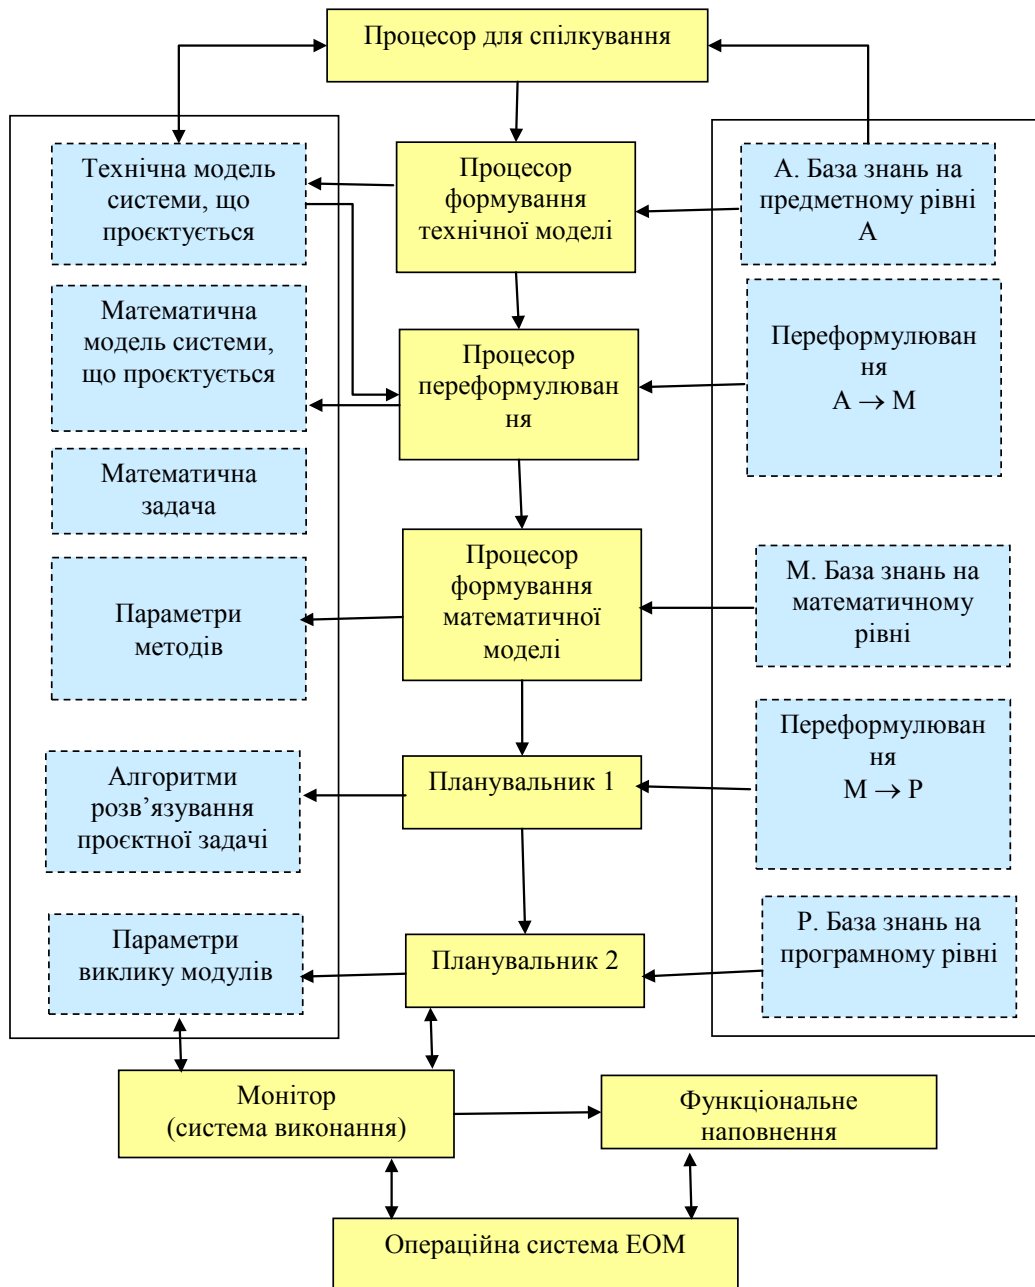 Процесор для спілкування
Технічна модель
системи, що
проєктується
Процесор
формування
технічної моделі
А. База знань на
предметному рівні
А
Математична
модель системи,
що проєктується
Процесор
переформулюван
ня
Переформулюван
ня
А → М
Математична
задача
Параметри
методів
Процесор
формування
математичної
моделі
М. База знань на
математичному
рівні
Алгоритми
розв’язування
проєктної задачі
Планувальник 1
Переформулюван
ня
М → Р
Параметри
виклику модулів
Планувальник 2
Р. База знань на
програмному рівні
Монітор
(система виконання)
Функціональне
наповнення
Операційна система ЕОМ